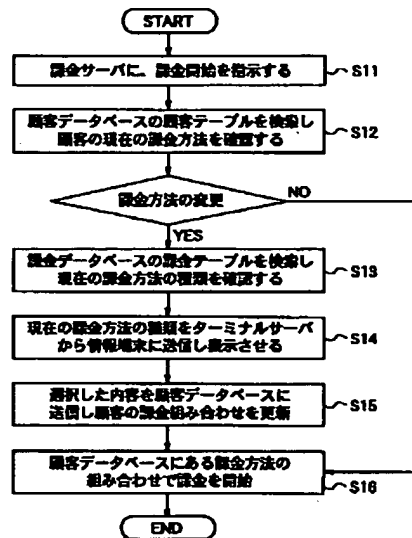 START
課金サーバに、課金開始を指示する
S11
顧客データベースの顧客テーブルを検索し
顧客の現在の課金方法を確認する
S12
課金方法の変更
NO
YES
課金データベースの課金テーブルを検索し
現在の課金方法の種類を確認する
S13
現在の課金方法の種類をターミナルサーバ
から情報端末に送信し表示させる
S14
選択した内容を顧客データベースに
送信し顧客の課金組み合わせを更新
S15
顧客データベースにある課金方法の
組み合わせで課金を開始
S16
END